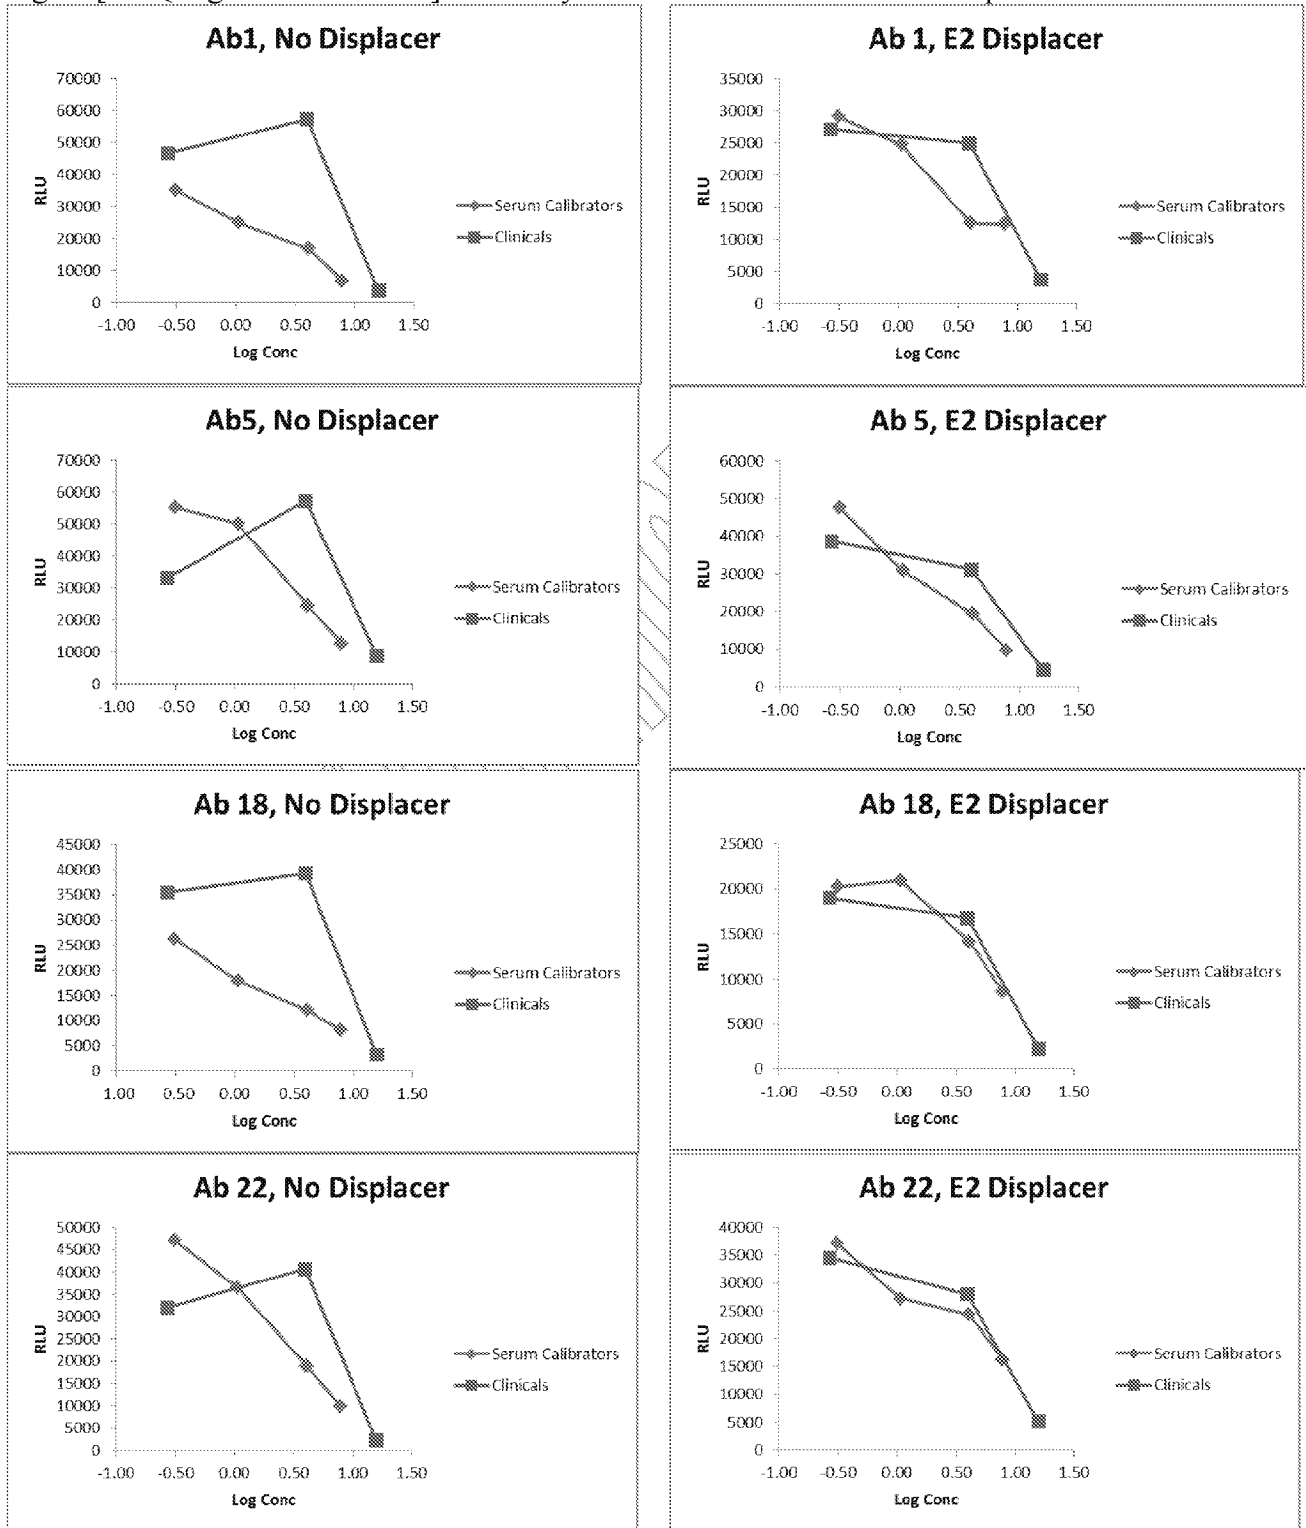 Ab1, No Displacer
70000
60000
50000
40000
30000
20000
10000
0
RLU
-1.00 -0.50 0.00 0.50 1.00 1.50
Log Conc
Serum Calibrators
Clinicals
Ab 1, E2 Displacer
35000
30000
25000
20000
15000
10000
5000
0
RLU
-1.00 -0.50 0.00 0.50 1.00 1.50
Log Conc
Serum Calibrators
Clinicals
Ab5, No Displacer
70000
60000
50000
40000
30000
20000
10000
0
RLU
-1.00 -0.50 0.00 0.50 1.00 1.50
Log Conc
Serum Calibrators
Clinicals
Ab 5, E2 Displacer
60000
50000
40000
30000
20000
10000
0
RLU
-1.00 -0.50 0.00 0.50 1.00 1.50
Log Conc
Serum Calibrators
Clinicals
Ab 18, No Displacer
45000
40000
35000
30000
25000
20000
15000
10000
5000
0
RLU
1.00 0.50 0.00 0.50 1.00 1.50
Log Conc
Serum Calibrators
Clinicals
Ab 18, E2 Displacer
25000
20000
15000
10000
5000
0
RLU
-1.00 -0.50 0.00 0.50 1.00 1.50
Log Conc
Serum Calibrators
Clinicals
Ab 22, No Displacer
50000
45000
40000
35000
30000
25000
20000
15000
10000
5000
0
RLU
-1.00 -0.50 0.00 0.50 1.00 1.50
Log Conc
Serum Calibrators
Clinicals
Ab 22, E2 Displacer
40000
35000
30000
25000
20000
15000
10000
5000
0
RLU
-1.00 -0.50 0.00 0.50 1.00 1.50
Log Conc
Serum Calibrators
Clinicals